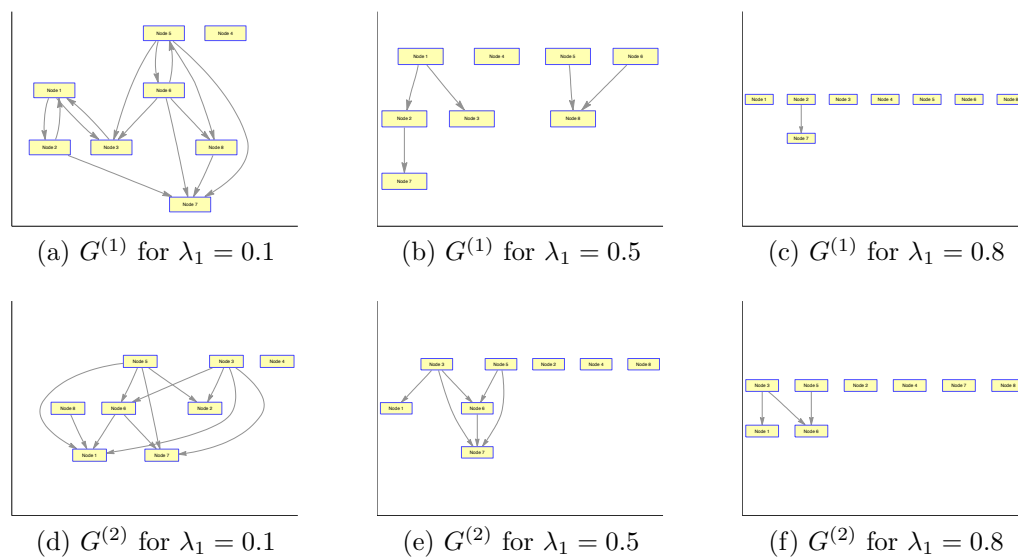 Node 5 Node 4
Node 1 Node 6
Node 2 Node 3 Node 8
Node 7
(a) G^(1) for λ₁ = 0.1
Node 1 Node 4 Node 5 Node 6
Node 2 Node 3 Node 8
Node 7
(b) G^(1) for λ₁ = 0.5
Node 1 Node 2 Node 3 Node 4 Node 5 Node 6 Node 8
Node 7
(c) G^(1) for λ₁ = 0.8
Node 5 Node 3 Node 4
Node 8 Node 6 Node 2
Node 1 Node 7
(d) G^(2) for λ₁ = 0.1
Node 3 Node 5 Node 2 Node 4 Node 8
Node 1 Node 6
Node 7
(e) G^(2) for λ₁ = 0.5
Node 3 Node 5 Node 2 Node 4 Node 7 Node 8
Node 1 Node 6
(f) G^(2) for λ₁ = 0.8